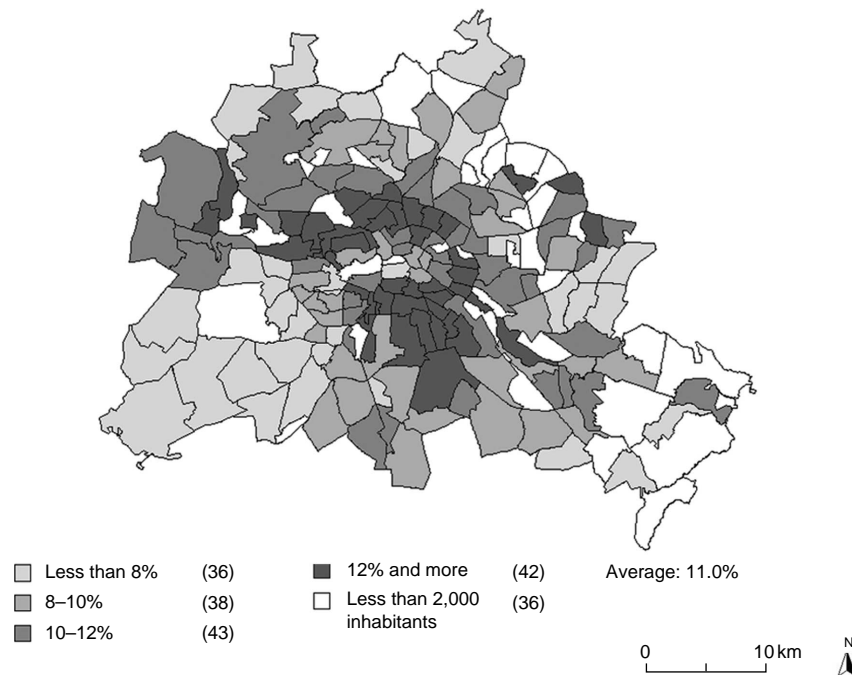 Less than 8% (36)
8–10% (38)
10–12% (43)
12% and more (42)
Less than 2,000 (36)
inhabitants
Average: 11.0%
0 10 km
N